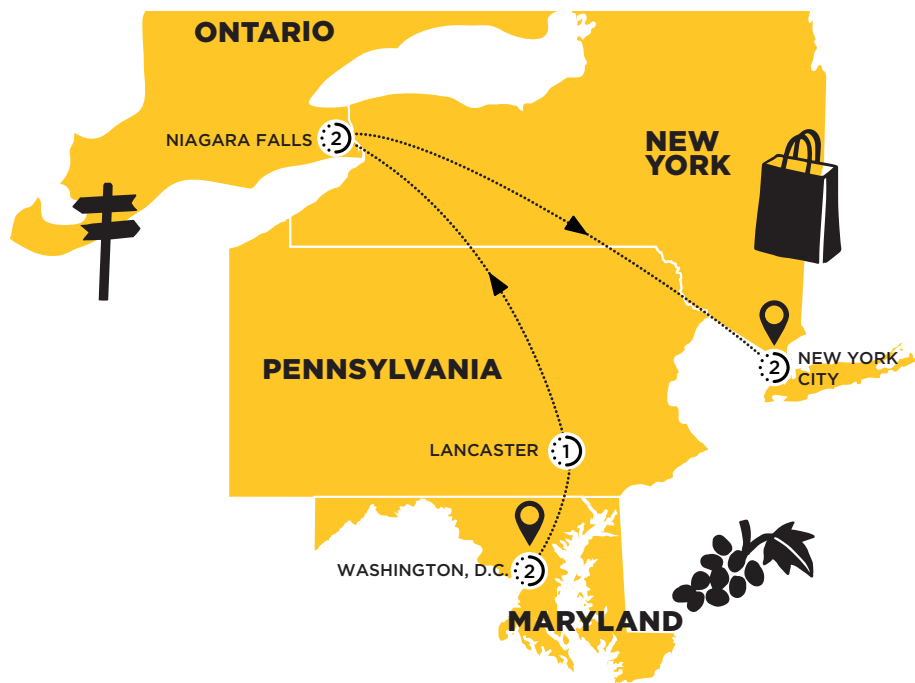 ONTARIO
NIAGARA FALLS
2
NEW
YORK
PENNSYLVANIA
2
NEW YORK
CITY
LANCASTER
1
WASHINGTON, D.C.
2
MARYLAND